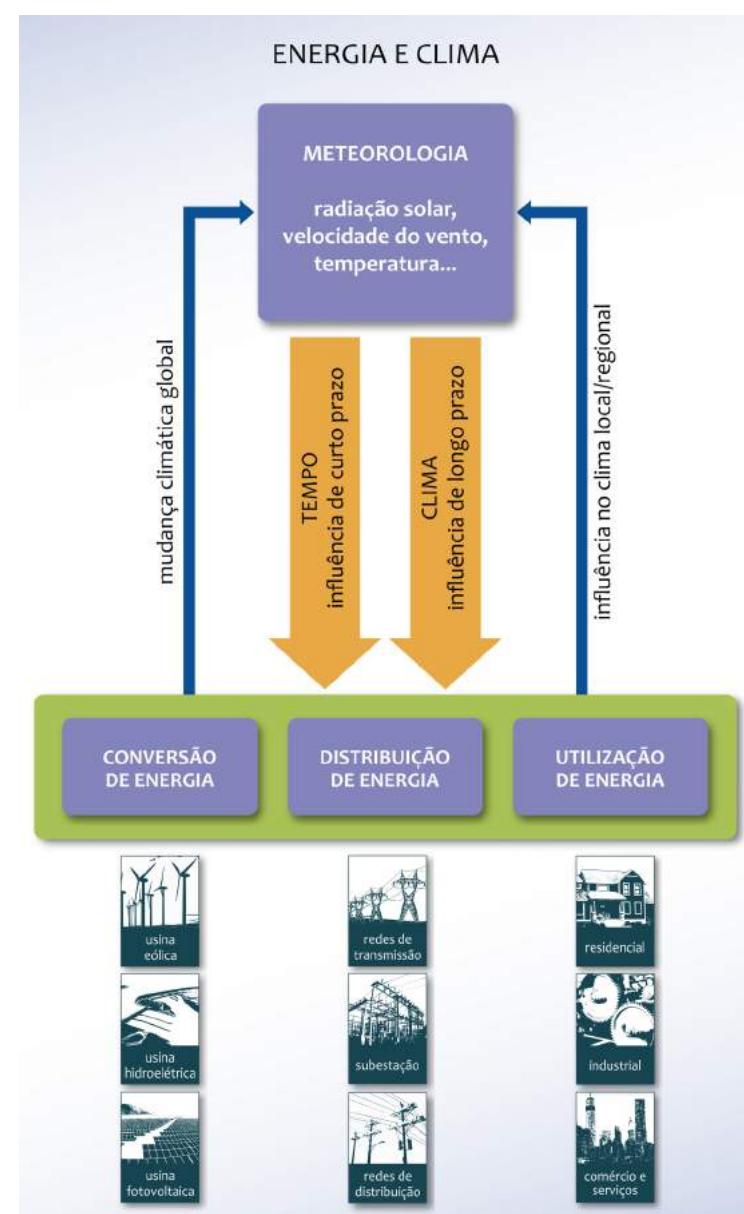 ENERGIA E CLIMA
METEOROLOGIA
radiação solar,
velocidade do vento,
temperatura...
mudança climática global
TEMPO
influência de curto prazo
CLIMA
influência de longo prazo
influência no clima local/regional
CONVERSÃO
DE ENERGIA
DISTRIBUIÇÃO
DE ENERGIA
UTILIZAÇÃO
DE ENERGIA
usina
eólica
redes de
transmissão
residencial
usina
hidroelétrica
subestação
industrial
usina
fotovoltaica
redes de
distribuição
comércio e
serviços